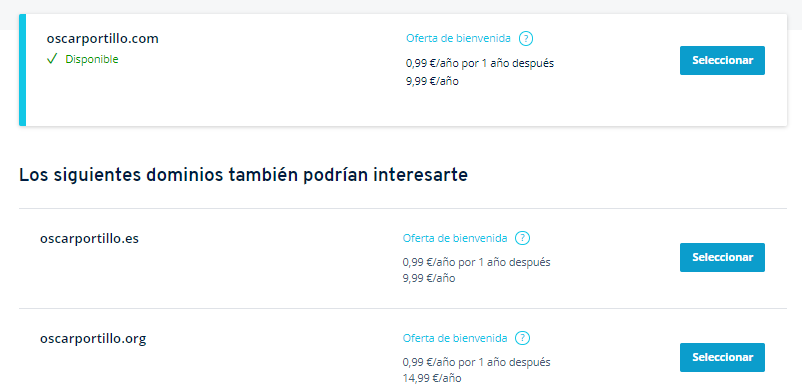 oscarportillo.com
Oferta de bienvenida ?
Disponible
0,99 €/año por 1 año después
9,99 €/año
Seleccionar
Los siguientes dominios también podrían interesarte
oscarportillo.es
Oferta de bienvenida ?
0,99 €/año por 1 año después
9,99 €/año
Seleccionar
oscarportillo.org
Oferta de bienvenida ?
0,99 €/año por 1 año después
14,99 €/año
Seleccionar